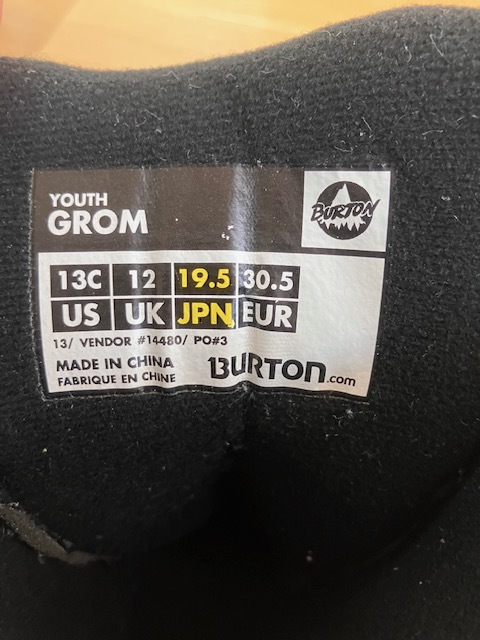 YOUTH
GROM
BURTON
13C 12 19.5 30.5
US UK JPN EUR
13/ VENDOR #14480/ PO#3
MADE IN CHINA
FABRIQUE EN CHINE
BURTON.com